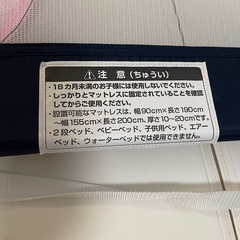 注意（ちゅうい）
・18カ月未満のお子様には使用しないでください。
・しっかりとマットレスに固定されていることを確認
してからご使用ください。
・設置可能なマットレスは、幅90cm×長さ190cm
～幅155cm×長さ200cm、厚さ10～20cmです。
・2段ベッド、ベビーベッド、子供用ベッド、エアー
ベッド、ウォーターベッドでは使用できません。